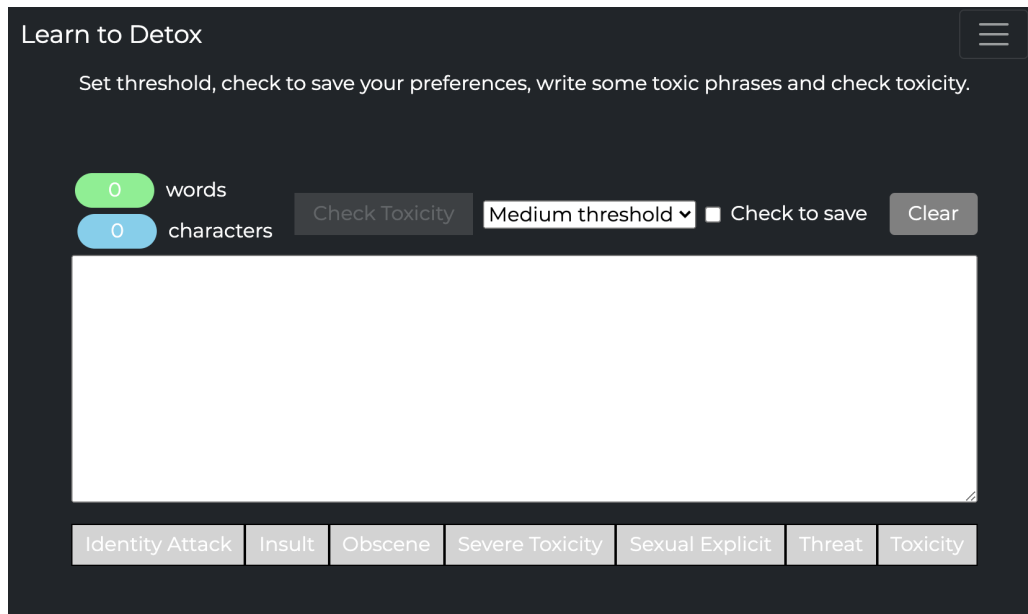 Learn to Detox
Set threshold, check to save your preferences, write some toxic phrases and check toxicity.
0 words
0 characters
Check Toxicity
Medium threshold
Check to save
Clear
Identity Attack
Insult
Obscene
Severe Toxicity
Sexual Explicit
Threat
Toxicity